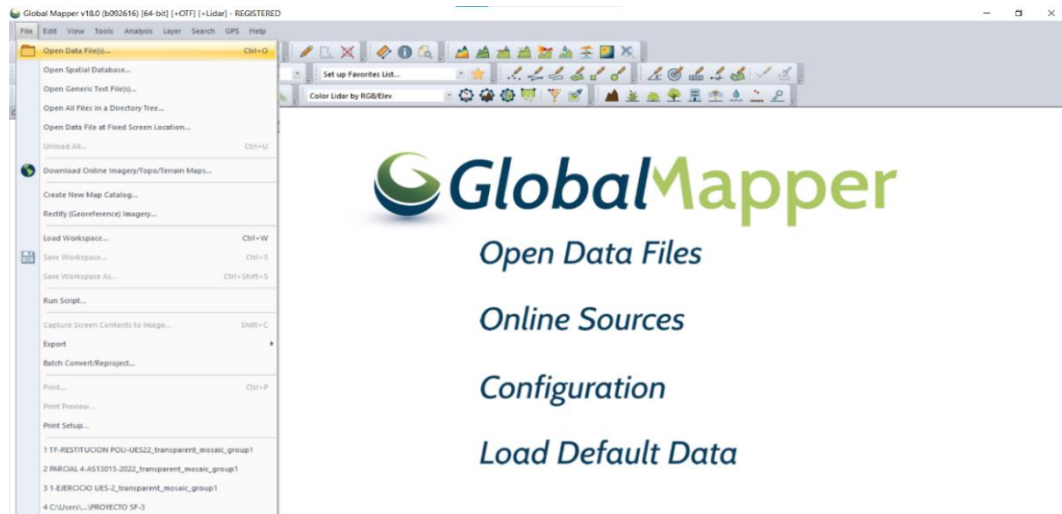 Global Mapper v18.0 (b092616) [64-bit] [+OTF] [+Lidar] - REGISTERED
File Edit View Tools Analysis Layer Search GPS Help
Open Data File(s)... Ctrl+O
Open Spatial Database...
Set up Favorites List...
Open Generic Text File(s)...
Color Lidar by RGB/Elev
Open All Files in a Directory Tree...
Open Data File at Fixed Screen Location...
Unload All... Ctrl+U
Download Online Imagery/Topo/Terrain Maps...
Create New Map Catalog...
Rectify (Georeference) Imagery...
Load Workspace... Ctrl+W
Save Workspace... Ctrl+S
Save Workspace As... Ctrl+Shift+S
Run Script...
Capture Screen Contents to Image... Shift+C
Export
Batch Convert/Reproject...
Print... Ctrl+P
Print Preview...
Print Setup...
1 TF-RESTITUCION POLI-UES22_transparent_mosaic_group1
2 PARCIAL 4-AS13015-2022_transparent_mosaic_group1
3 1-EJERCICIO UES-2_transparent_mosaic_group1
4 C:\Users\...\PROYECTO SF-3
GlobalMapper
Open Data Files
Online Sources
Configuration
Load Default Data